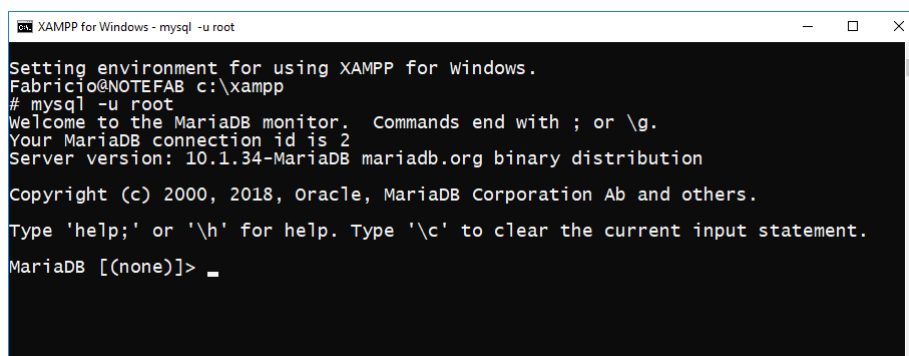 XAMPP for Windows - mysql -u root
Setting environment for using XAMPP for Windows.
Fabricio@NOTEFAB c:\xampp
# mysql -u root
Welcome to the MariaDB monitor.  Commands end with ; or \g.
Your MariaDB connection id is 2
Server version: 10.1.34-MariaDB mariadb.org binary distribution
Copyright (c) 2000, 2018, Oracle, MariaDB Corporation Ab and others.
Type 'help;' or '\h' for help. Type '\c' to clear the current input statement.
MariaDB [(none)]> _